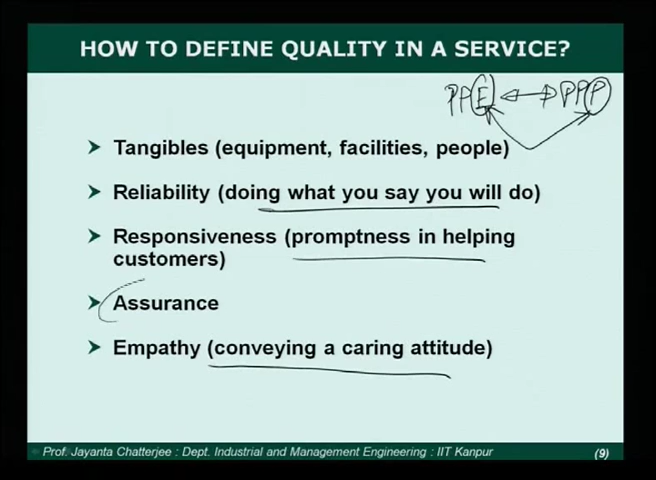 HOW TO DEFINE QUALITY IN A SERVICE?
PPE ↔ PPP
➤ Tangibles (equipment, facilities, people)
➤ Reliability (doing what you say you will do)
➤ Responsiveness (promptness in helping
customers)
➤ Assurance
➤ Empathy (conveying a caring attitude)
Prof. Jayanta Chatterjee : Dept. Industrial and Management Engineering : IIT Kanpur (9)